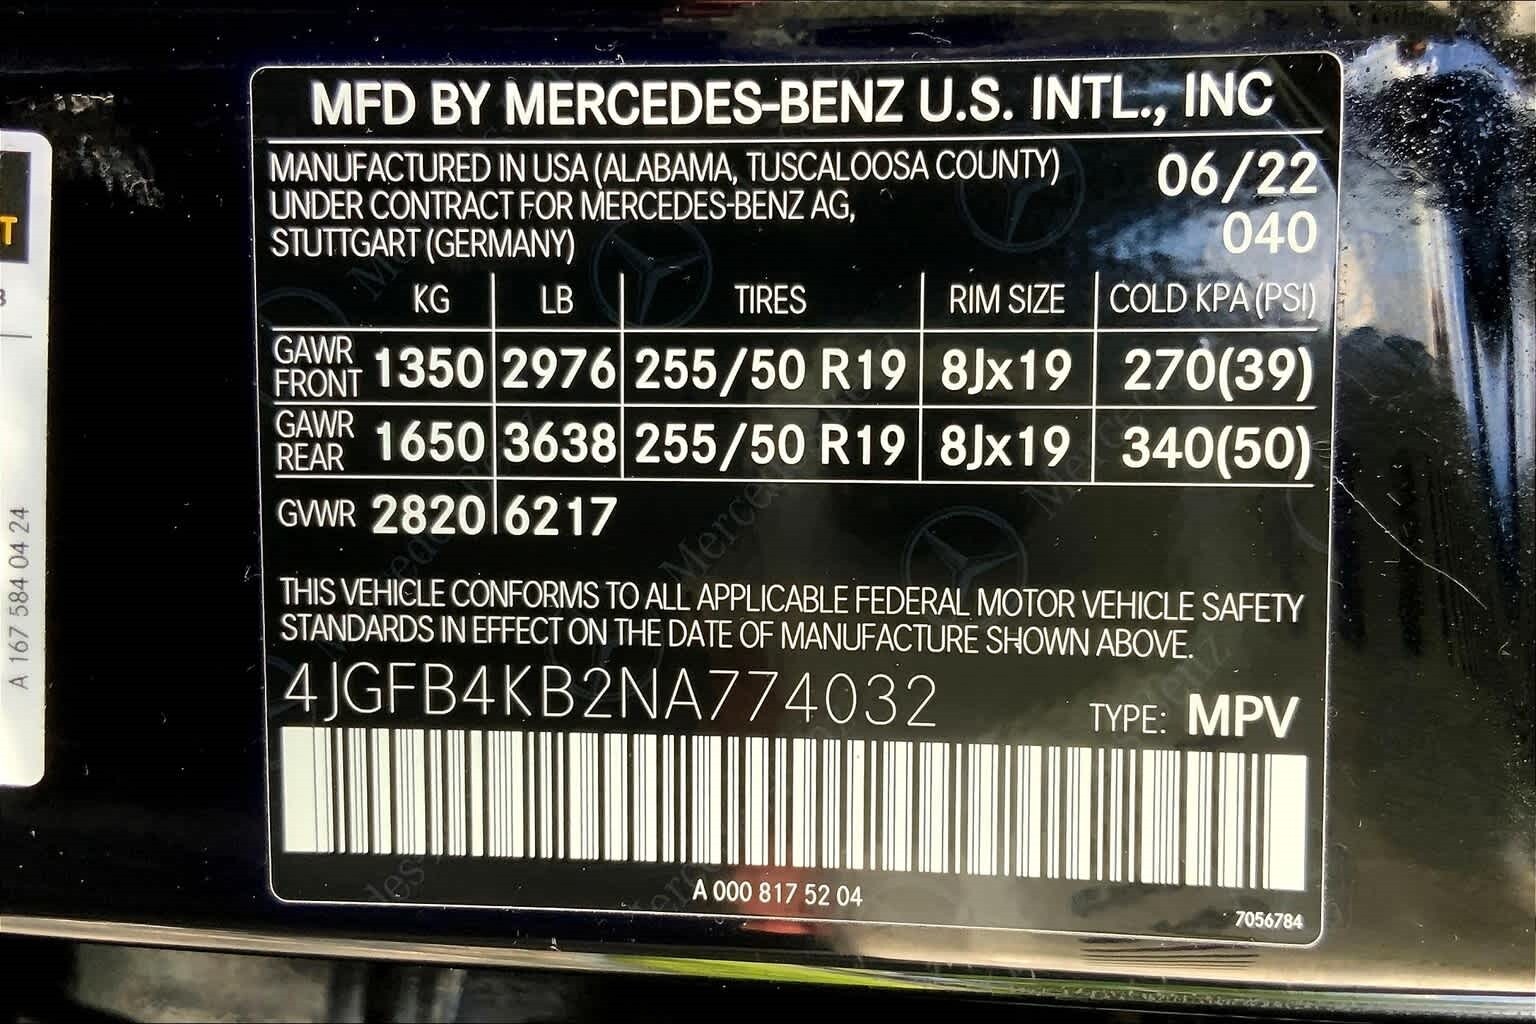 MFD BY MERCEDES-BENZ U.S. INTL., INC
MANUFACTURED IN USA (ALABAMA, TUSCALOOSA COUNTY) 06/22
UNDER CONTRACT FOR MERCEDES-BENZ AG, 040
STUTTGART (GERMANY)
KG LB TIRES RIM SIZE COLD KPA (PSI)
GAWR FRONT 1350 2976 255/50 R19 8Jx19 270(39)
GAWR REAR 1650 3638 255/50 R19 8Jx19 340(50)
GVWR 2820 6217
THIS VEHICLE CONFORMS TO ALL APPLICABLE FEDERAL MOTOR VEHICLE SAFETY
STANDARDS IN EFFECT ON THE DATE OF MANUFACTURE SHOWN ABOVE.
4JGFB4KB2NA774032 TYPE: MPV
A 000 817 52 04
7056784
A 167 584 04 24
T